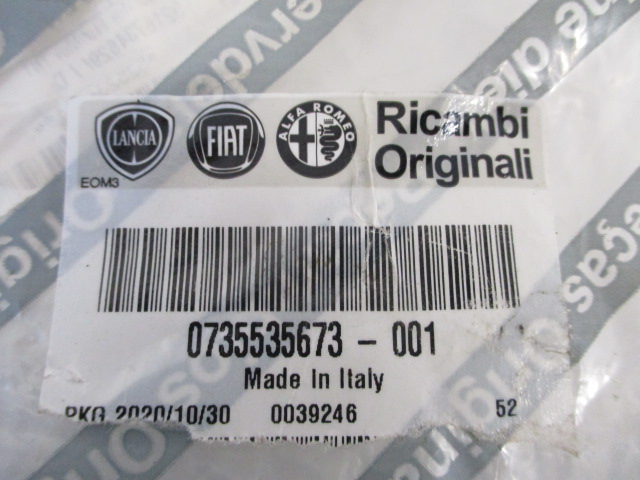 LANCIA FIAT ALFA ROMEO Ricambi
Originali
EOM3
0735535673 - 001
Made In Italy
PKG 2020/10/30 0039246 52